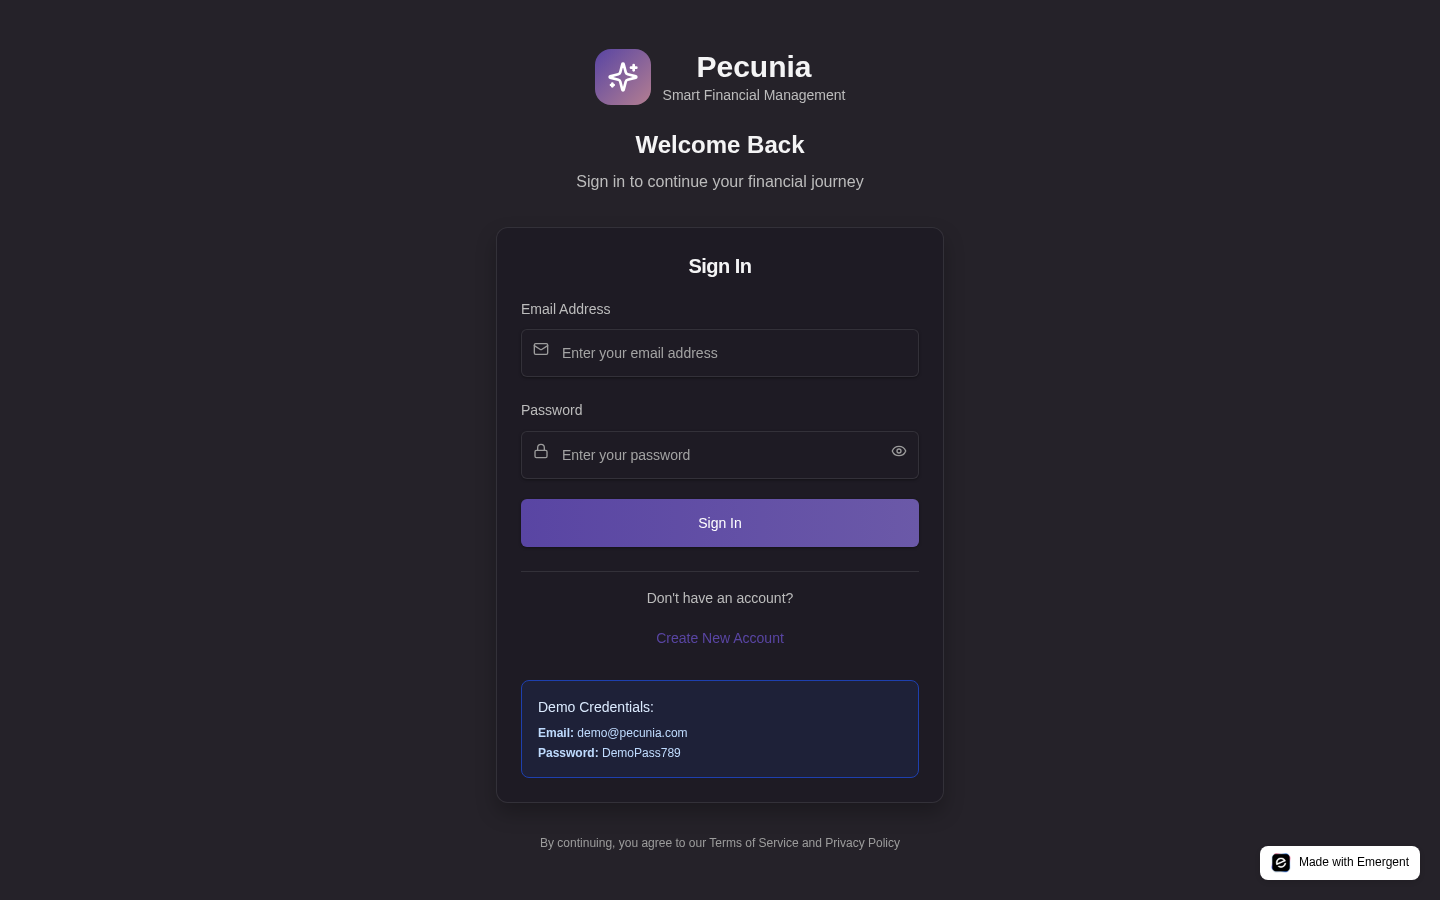 Pecunia
Smart Financial Management
Welcome Back
Sign in to continue your financial journey
Sign In
Email Address
Enter your email address
Password
Enter your password
Sign In
Don't have an account?
Create New Account
Demo Credentials:
Email: demo@pecunia.com
Password: DemoPass789
By continuing, you agree to our Terms of Service and Privacy Policy
Made with Emergent